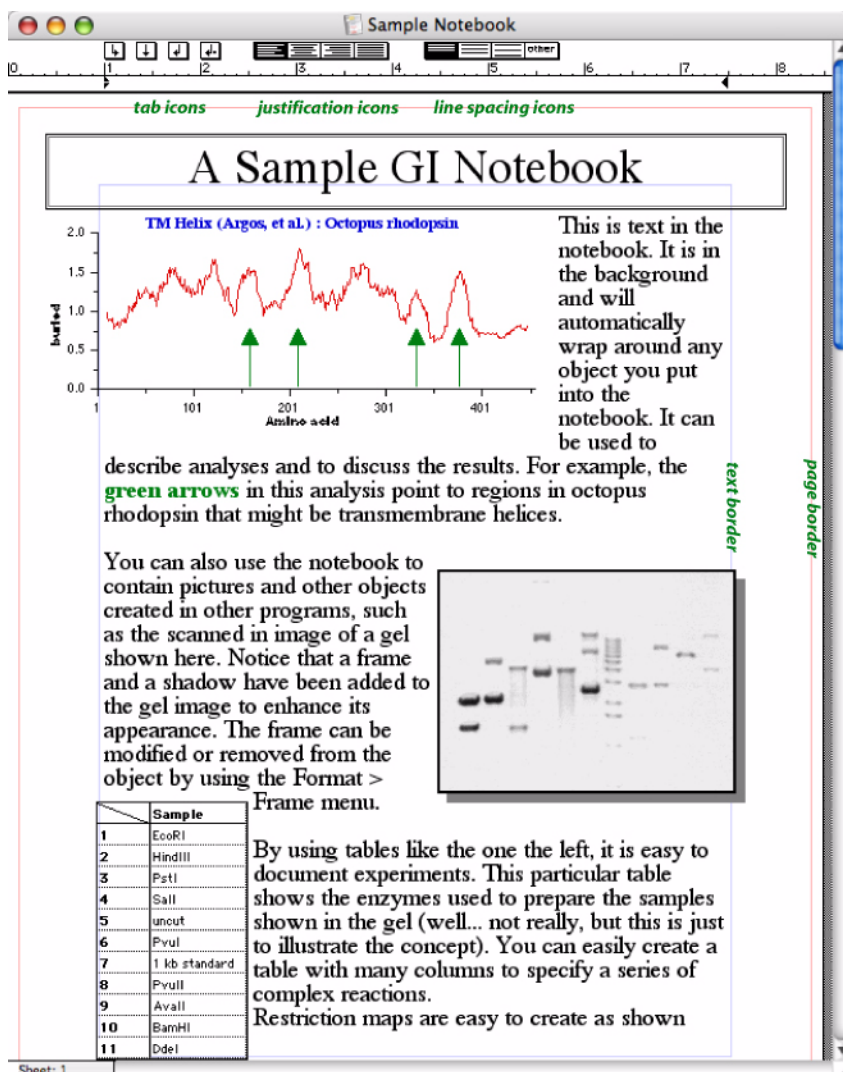 Sample Notebook
other
0 1 2 3 4 5 6 7 8
tab icons justification icons line spacing icons
A Sample GI Notebook
TM Helix (Argos, et al.) : Octopus rhodopsin
2.0
1.5
1.0
0.5
0.0
buried
1 101 201 301 401
Amino acid
This is text in the
notebook. It is in
the background
and will
automatically
wrap around any
object you put
into the
notebook. It can
be used to
describe analyses and to discuss the results. For example, the
green arrows in this analysis point to regions in octopus
rhodopsin that might be transmembrane helices.
text border
page border
You can also use the notebook to
contain pictures and other objects
created in other programs, such
as the scanned in image of a gel
shown here. Notice that a frame
and a shadow have been added to
the gel image to enhance its
appearance. The frame can be
modified or removed from the
object by using the Format >
Frame menu.
Sample
1 EcoRI
2 HindIII
3 PstI
4 SalI
5 uncut
6 PvuI
7 1 kb standard
8 PvuII
9 AvaII
10 BamHI
11 DdeI
By using tables like the one the left, it is easy to
document experiments. This particular table
shows the enzymes used to prepare the samples
shown in the gel (well... not really, but this is just
to illustrate the concept). You can easily create a
table with many columns to specify a series of
complex reactions.
Restriction maps are easy to create as shown
Sheet: 1